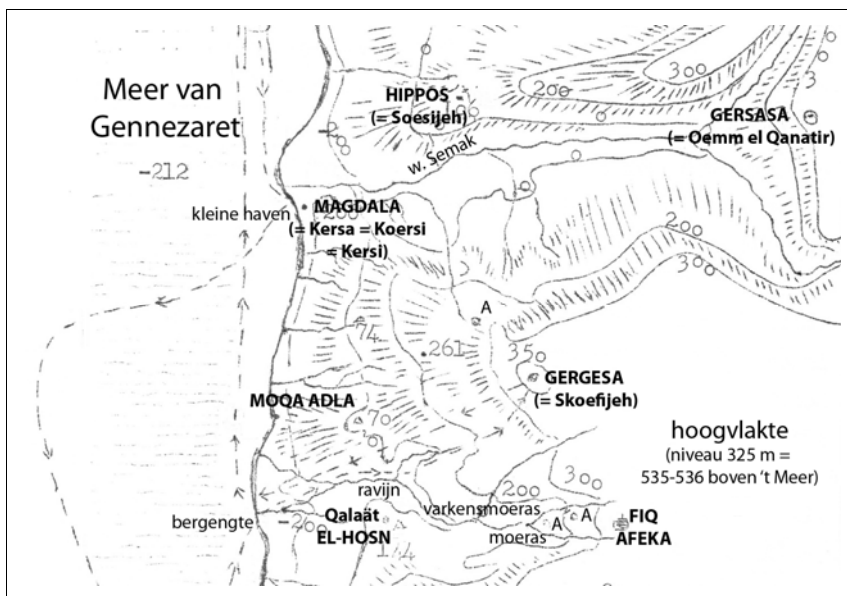 Meer van
Gennezaret
-212
HIPPOS
(= Soesijeh)
200
300
3
GERSASA
(= Oemm el Qanatir)
w. Semak
kleine haven
MAGDALA
(= Kersa = Koersi
= Kersi)
200
300
A
74
261
350
GERGESA
(= Skoefijeh)
MOQA ADLA
70
hoogvlakte
(niveau 325 m =
535-536 boven 't Meer)
ravijn
200
300
varkensmoeras
bergengte
Qalaät
EL-HOSN
moeras
A
A
FIQ
AFEKA